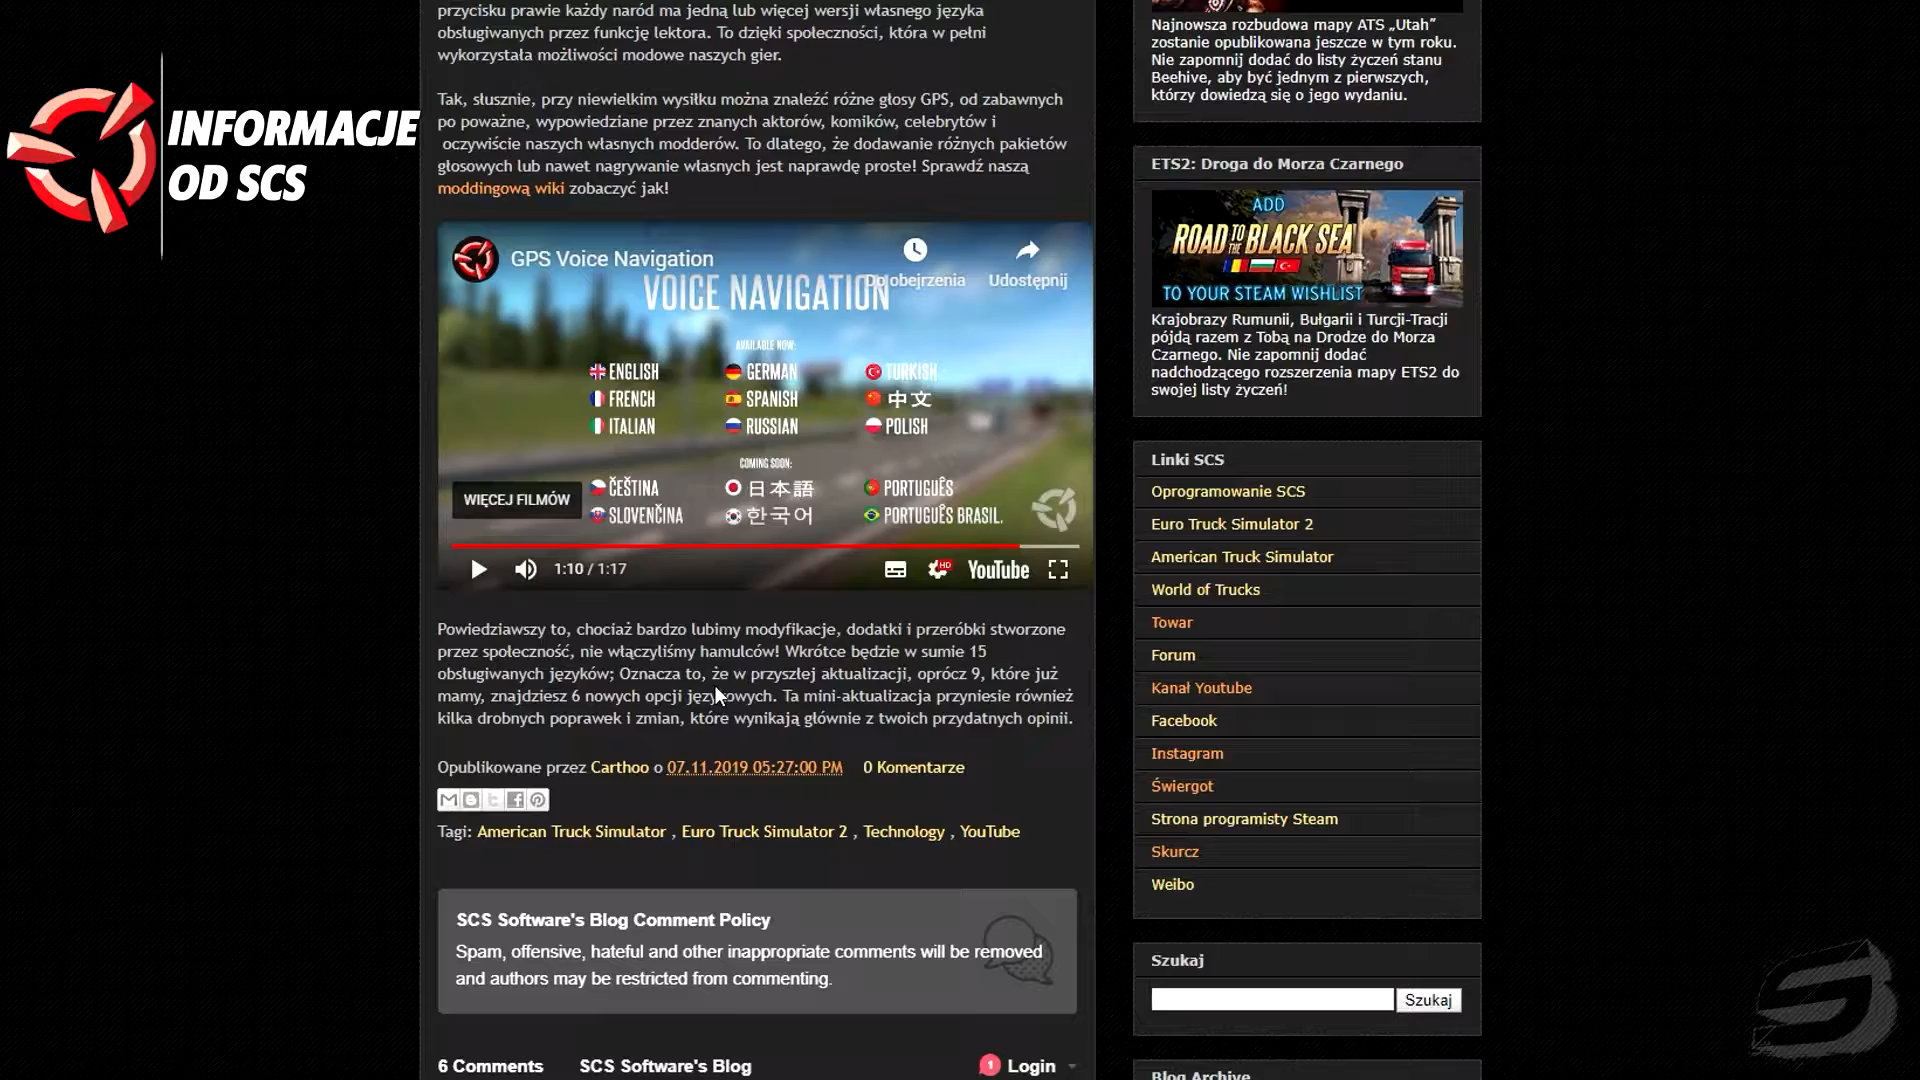 przycisku prawie każdy naród ma jedną lub więcej wersji własnego języka
obsługiwanych przez funkcję lektora. To dzięki społeczności, która w pełni
wykorzystała możliwości modowe naszych gier.
Tak, słusznie, przy niewielkim wysiłku można znaleźć różne głosy GPS, od zabawnych
po poważne, wypowiedziane przez znanych aktorów, komików, celebrytów i
oczywiście naszych własnych modderów. To dlatego, że dodawanie różnych pakietów
głosowych lub nawet nagrywanie własnych jest naprawdę proste! Sprawdź naszą
moddingową wiki zobaczyć jak!
INFORMACJE
OD SCS
GPS Voice Navigation
Do obejrzenia
Udostępnij
VOICE NAVIGATION
AVAILABLE NOW:
ENGLISH GERMAN TURKISH
FRENCH SPANISH 中文
ITALIAN RUSSIAN POLISH
COMING SOON:
ČEŠTINA 日本語 PORTUGUÊS
SLOVENČINA 한국어 PORTUGUÊS BRASIL.
WIĘCEJ FILMÓW
1:10 / 1:17
HD
YouTube
Powiedziawszy to, chociaż bardzo lubimy modyfikacje, dodatki i przeróbki stworzone
przez społeczność, nie włączyliśmy hamulców! Wkrótce będzie w sumie 15
obsługiwanych języków; Oznacza to, że w przyszłej aktualizacji, oprócz 9, które już
mamy, znajdziesz 6 nowych opcji językowych. Ta mini-aktualizacja przyniesie również
kilka drobnych poprawek i zmian, które wynikają głównie z twoich przydatnych opinii.
Opublikowane przez Carthoo o 07.11.2019 05:27:00 PM 0 Komentarze
Tagi: American Truck Simulator , Euro Truck Simulator 2 , Technology , YouTube
SCS Software's Blog Comment Policy
Spam, offensive, hateful and other inappropriate comments will be removed
and authors may be restricted from commenting.
6 Comments SCS Software's Blog 1 Login
Najnowsza rozbudowa mapy ATS „Utah”
zostanie opublikowana jeszcze w tym roku.
Nie zapomnij dodać do listy życzeń stanu
Beehive, aby być jednym z pierwszych,
którzy dowiedzą się o jego wydaniu.
ETS2: Droga do Morza Czarnego
ADD
ROAD TO THE BLACK SEA
TO YOUR STEAM WISHLIST
Krajobrazy Rumunii, Bułgarii i Turcji-Tracji
pójdą razem z Tobą na Drodze do Morza
Czarnego. Nie zapomnij dodać
nadchodzącego rozszerzenia mapy ETS2 do
swojej listy życzeń!
Linki SCS
Oprogramowanie SCS
Euro Truck Simulator 2
American Truck Simulator
World of Trucks
Towar
Forum
Kanał Youtube
Facebook
Instagram
Świergot
Strona programisty Steam
Skurcz
Weibo
Szukaj
Szukaj
Blog Archive